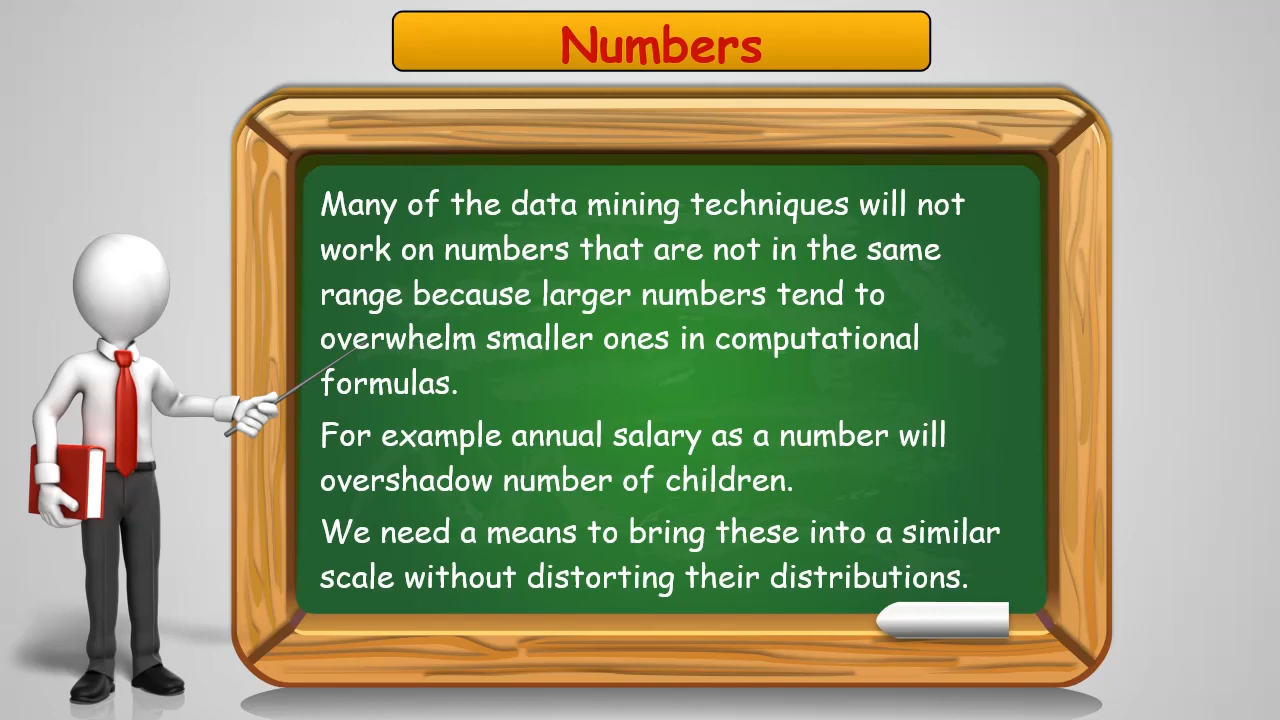 Numbers
Many of the data mining techniques will not
work on numbers that are not in the same
range because larger numbers tend to
overwhelm smaller ones in computational
formulas.
For example annual salary as a number will
overshadow number of children.
We need a means to bring these into a similar
scale without distorting their distributions.